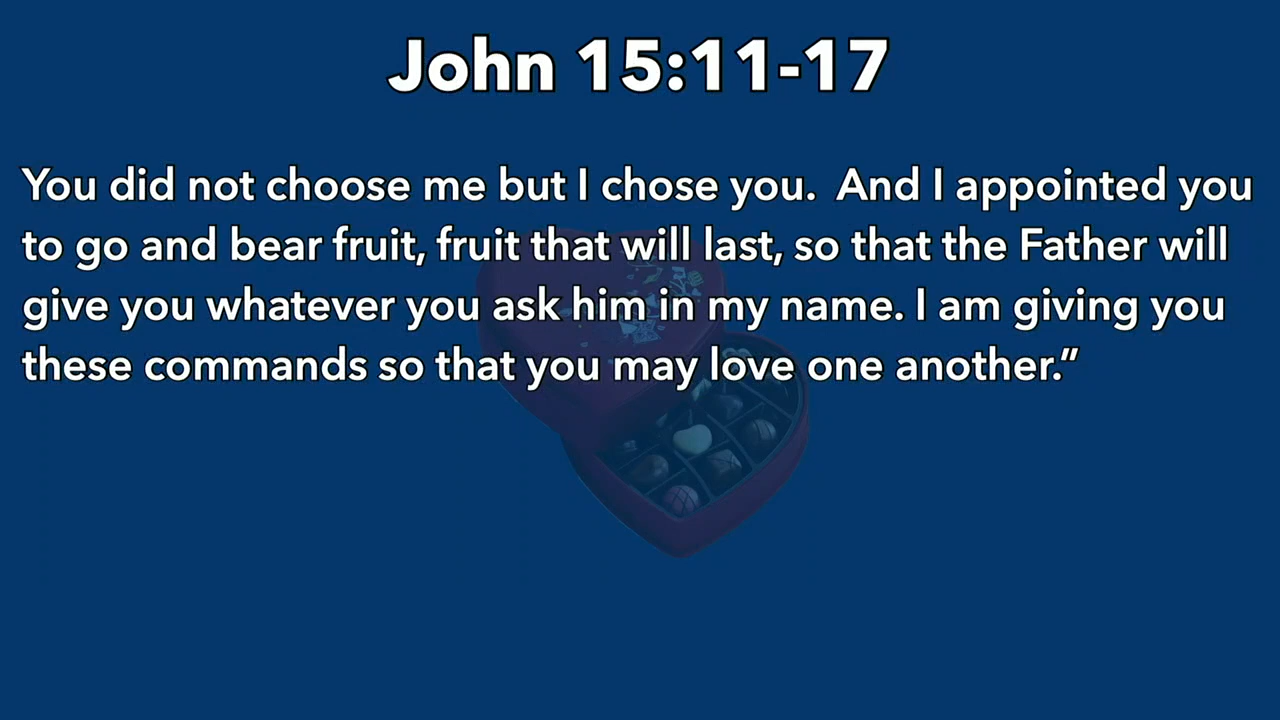 John 15:11-17
You did not choose me but I chose you.  And I appointed you
to go and bear fruit, fruit that will last, so that the Father will
give you whatever you ask him in my name. I am giving you
these commands so that you may love one another.”